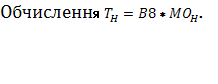 Обчислення T_H = B8 * MO_H.